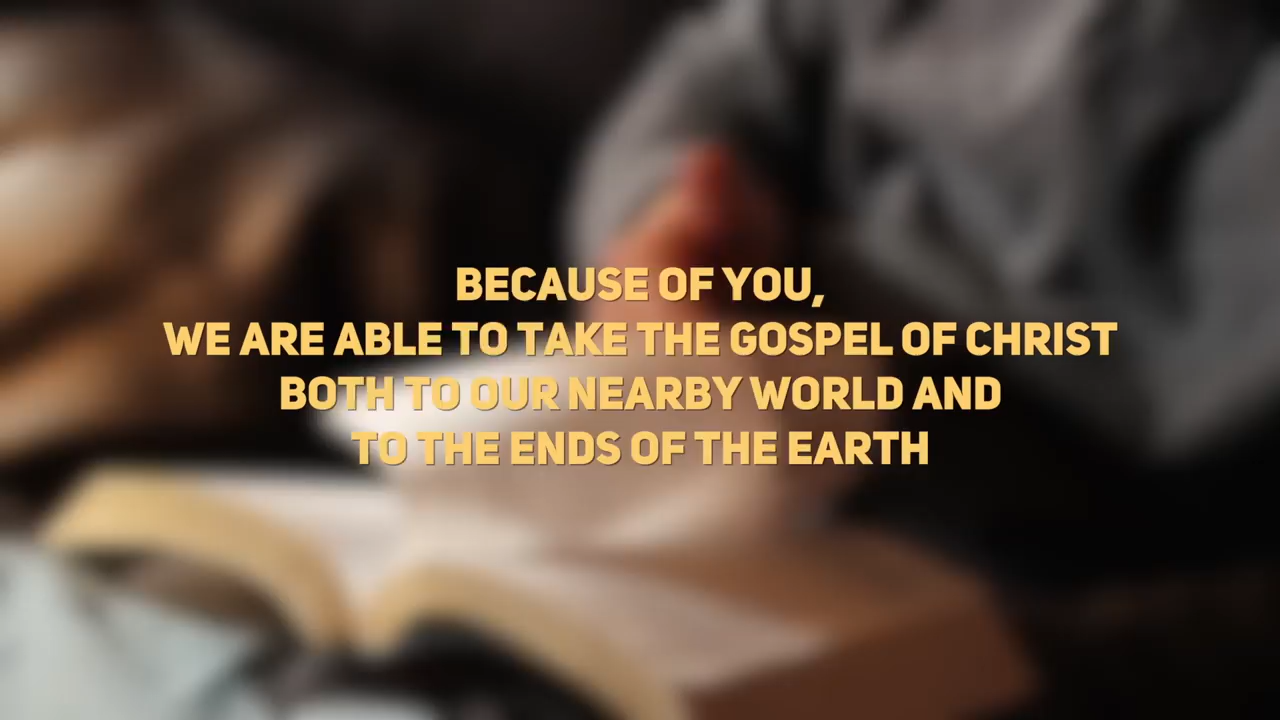 BECAUSE OF YOU,
WE ARE ABLE TO TAKE THE GOSPEL OF CHRIST
BOTH TO OUR NEARBY WORLD AND
TO THE ENDS OF THE EARTH